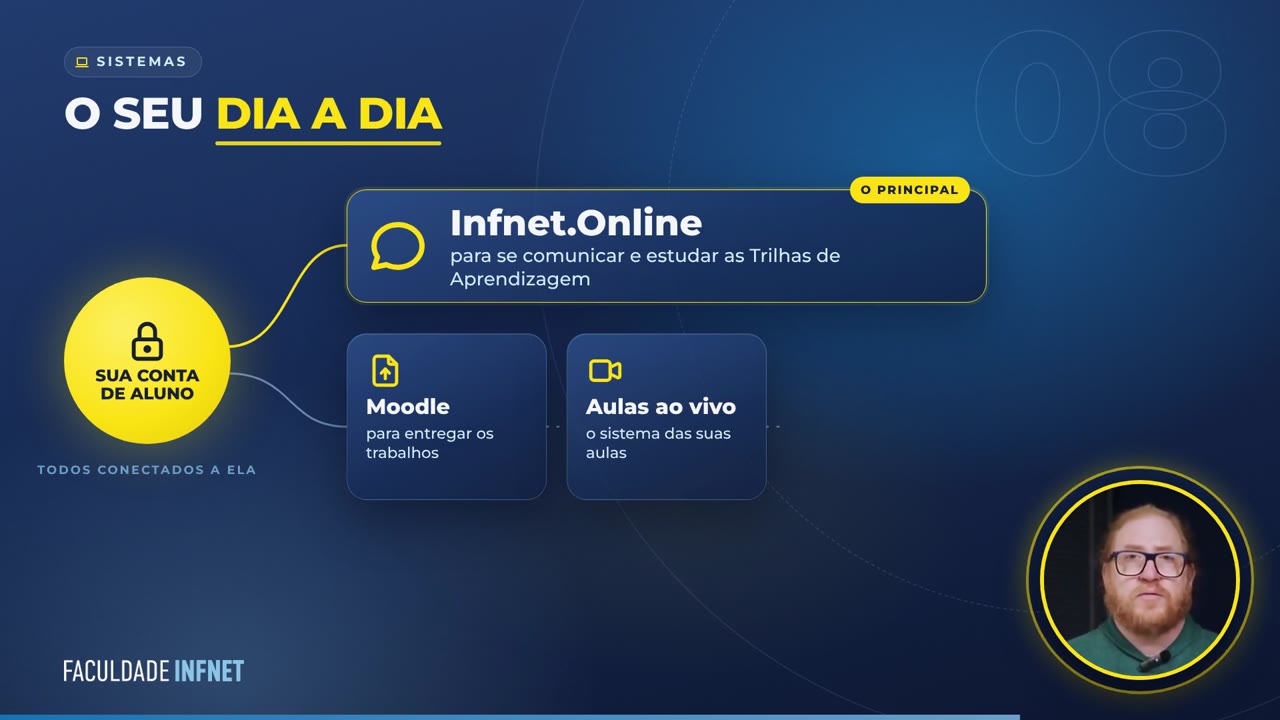 SISTEMAS
08
O SEU DIA A DIA
O PRINCIPAL
Infnet.Online
para se comunicar e estudar as Trilhas de
Aprendizagem
SUA CONTA
DE ALUNO
TODOS CONECTADOS A ELA
Moodle
para entregar os
trabalhos
Aulas ao vivo
o sistema das suas
aulas
FACULDADE INFNET